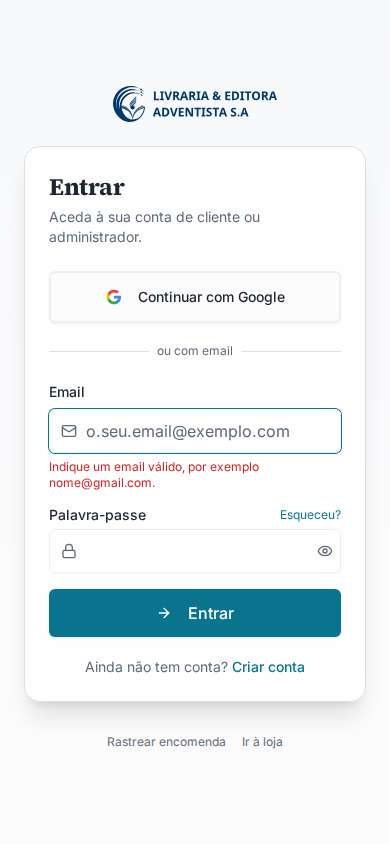 LIVRARIA & EDITORA
ADVENTISTA S.A
Entrar
Aceda à sua conta de cliente ou
administrador.
Continuar com Google
ou com email
Email
o.seu.email@exemplo.com
Indique um email válido, por exemplo
nome@gmail.com.
Palavra-passe
Esqueceu?
Entrar
Ainda não tem conta? Criar conta
Rastrear encomenda
Ir à loja